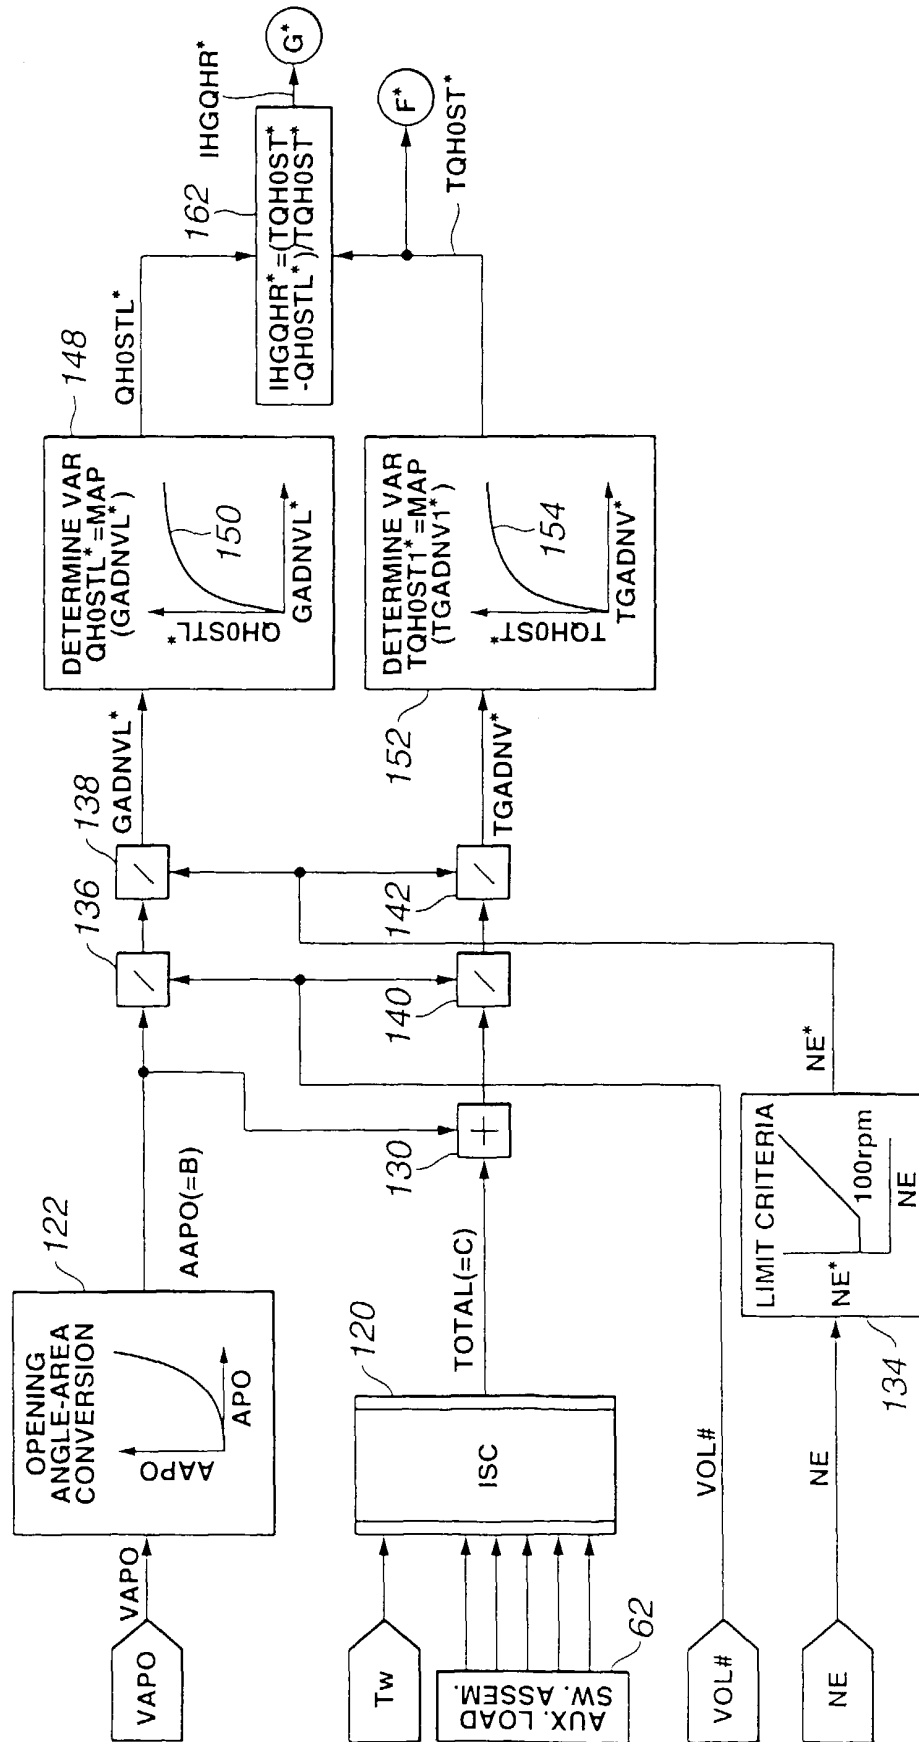 VAPO
VAPO
OPENING
ANGLE-AREA
CONVERSION
AAPO
APO
122
AAPO(=B)
136
138
GADNVL*
DETERMINE VAR
QH0STL*=MAP
(GADNVL*)
150
QH0STL*
GADNVL*
148
QH0STL*
162
IHGQHR*=(TQH0ST*
-QH0STL*)/TQH0ST*
IHGQHR*
G*
Tw
AUX. LOAD
SW. ASSEM.
62
ISC
120
TOTAL(=C)
130
+
140
142
TGADNV*
152
DETERMINE VAR
TQH0ST1*=MAP
(TGADNV1*)
154
TQH0ST*
TGADNV*
F*
TQH0ST*
VOL#
VOL#
NE
NE
LIMIT CRITERIA
NE*
100rpm
NE
134
NE*